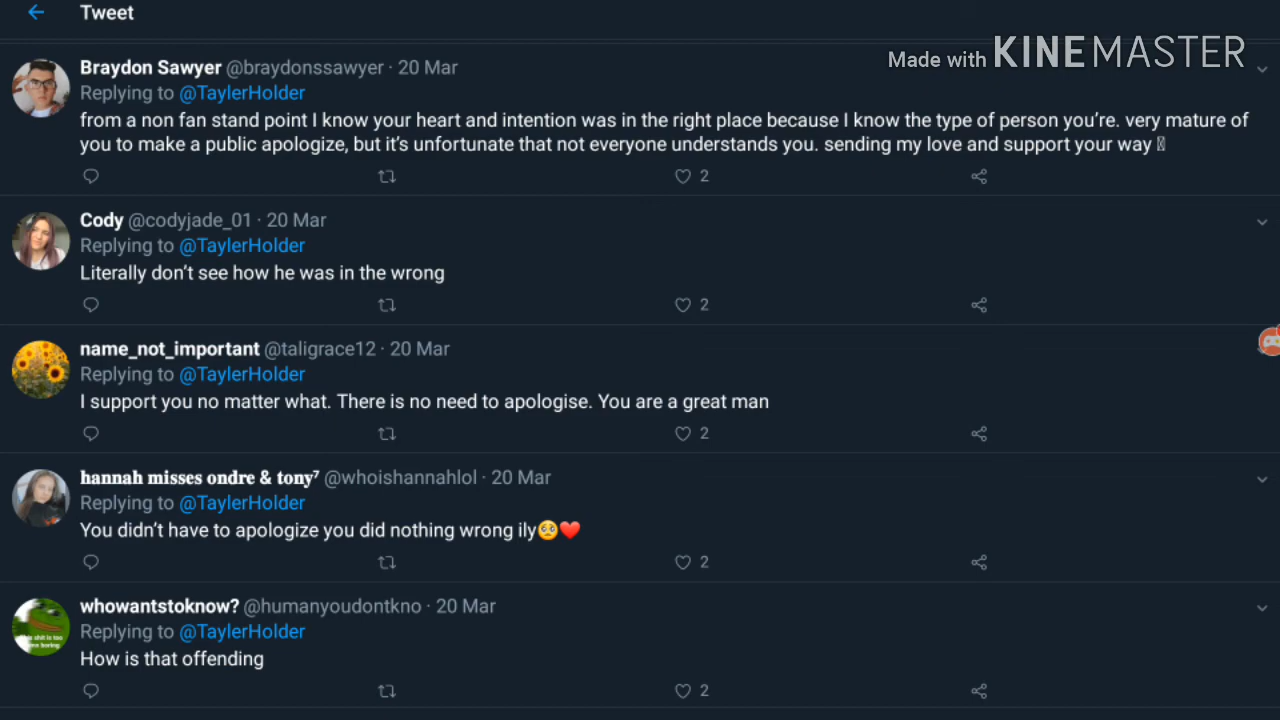 Tweet
Made with KINEMASTER
Braydon Sawyer @braydonssawyer · 20 Mar
Replying to @TaylerHolder
from a non fan stand point I know your heart and intention was in the right place because I know the type of person you’re. very mature of
you to make a public apologize, but it’s unfortunate that not everyone understands you. sending my love and support your way
2
Cody @codyjade_01 · 20 Mar
Replying to @TaylerHolder
Literally don’t see how he was in the wrong
2
name_not_important @taligrace12 · 20 Mar
Replying to @TaylerHolder
I support you no matter what. There is no need to apologise. You are a great man
2
hannah misses ondre & tony⁷ @whoishannahlol · 20 Mar
Replying to @TaylerHolder
You didn’t have to apologize you did nothing wrong ily🥺❤️
2
whowantstoknow? @humanyoudontkno · 20 Mar
Replying to @TaylerHolder
How is that offending
2